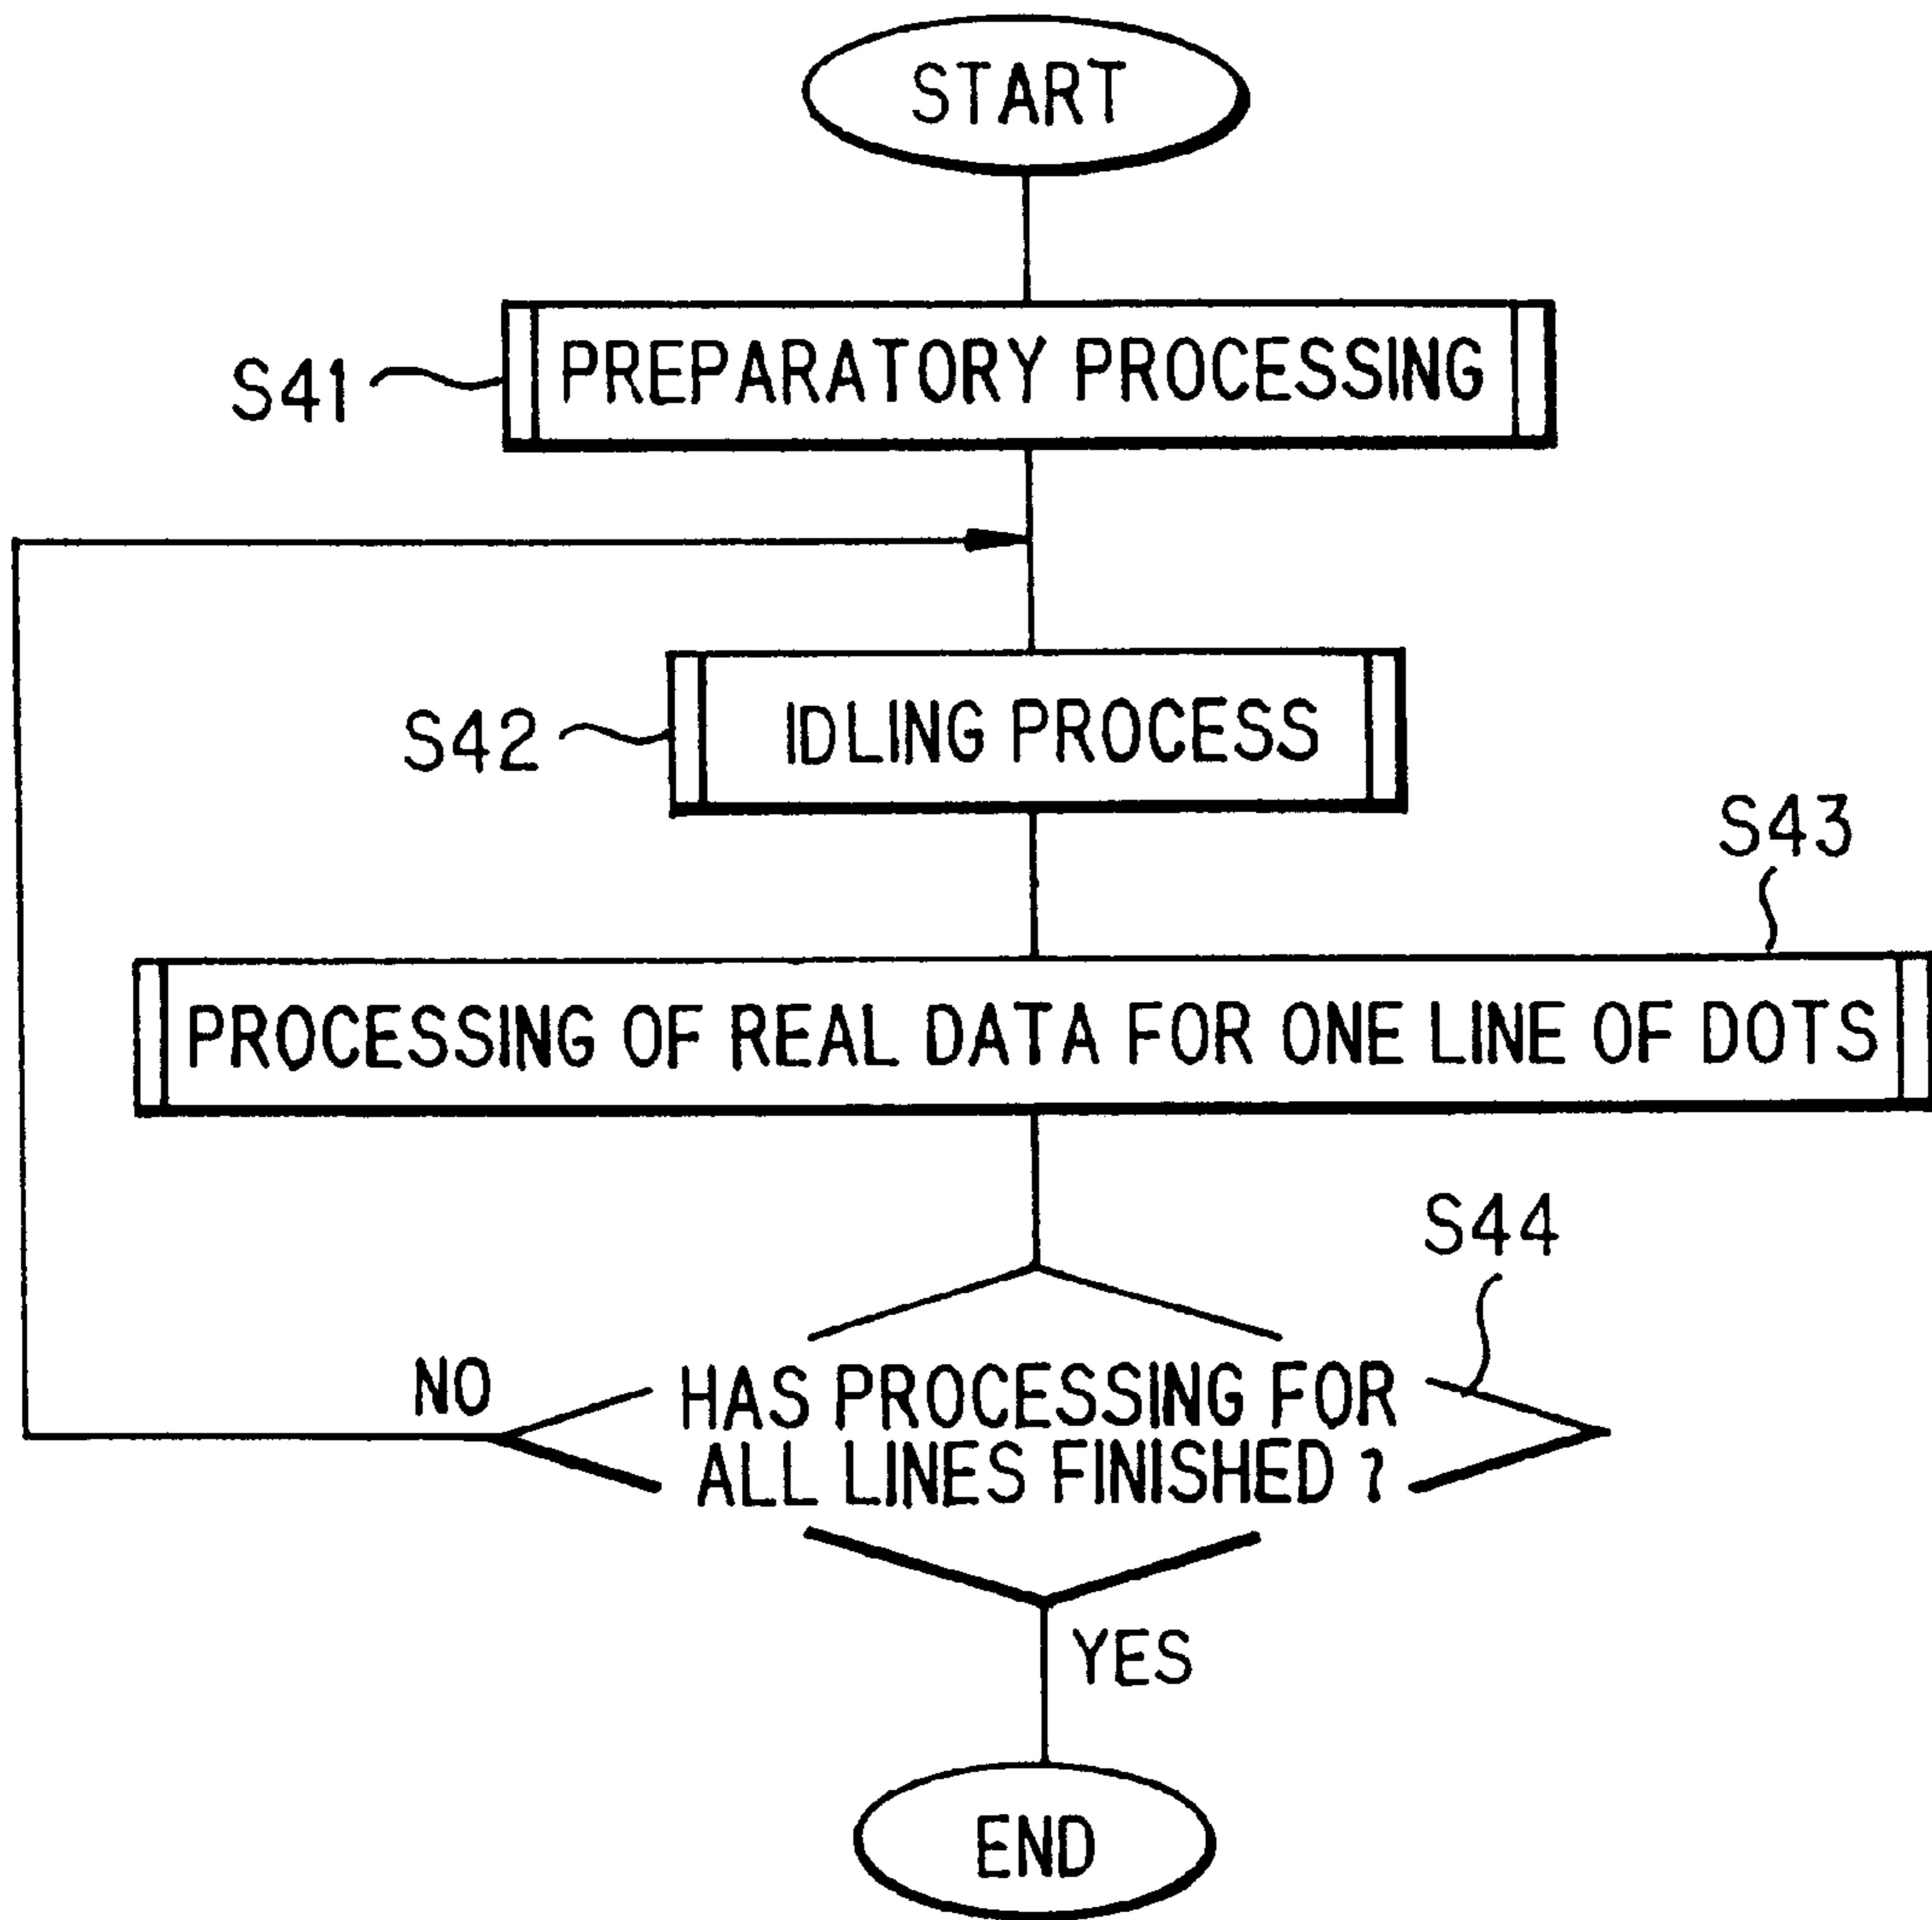 START
S41
PREPARATORY PROCESSING
S42
IDLING PROCESS
S43
PROCESSING OF REAL DATA FOR ONE LINE OF DOTS
S44
NO
HAS PROCESSING FOR
ALL LINES FINISHED ?
YES
END